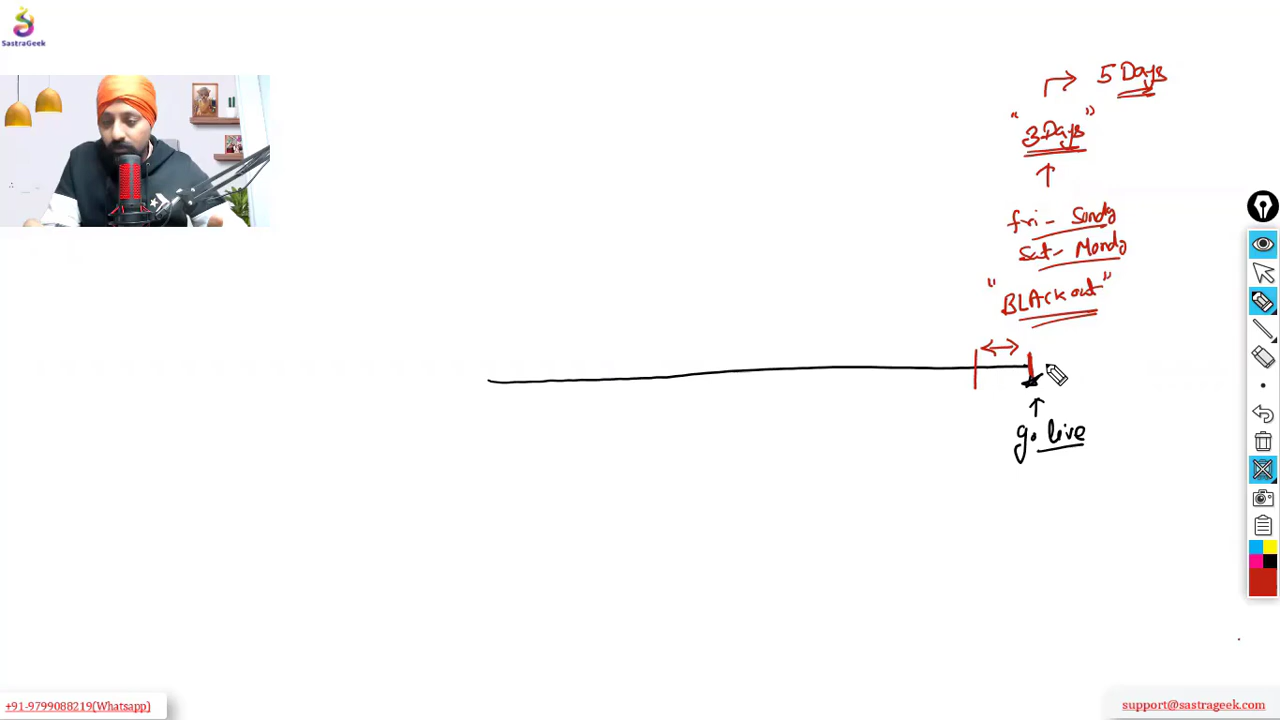 SastraGeek
5 Days
"3 Days"
fri - Sunday
Sat - Monday
"BLAckout"
go live
+91-9799088219(Whatsapp)
support@sastrageek.com